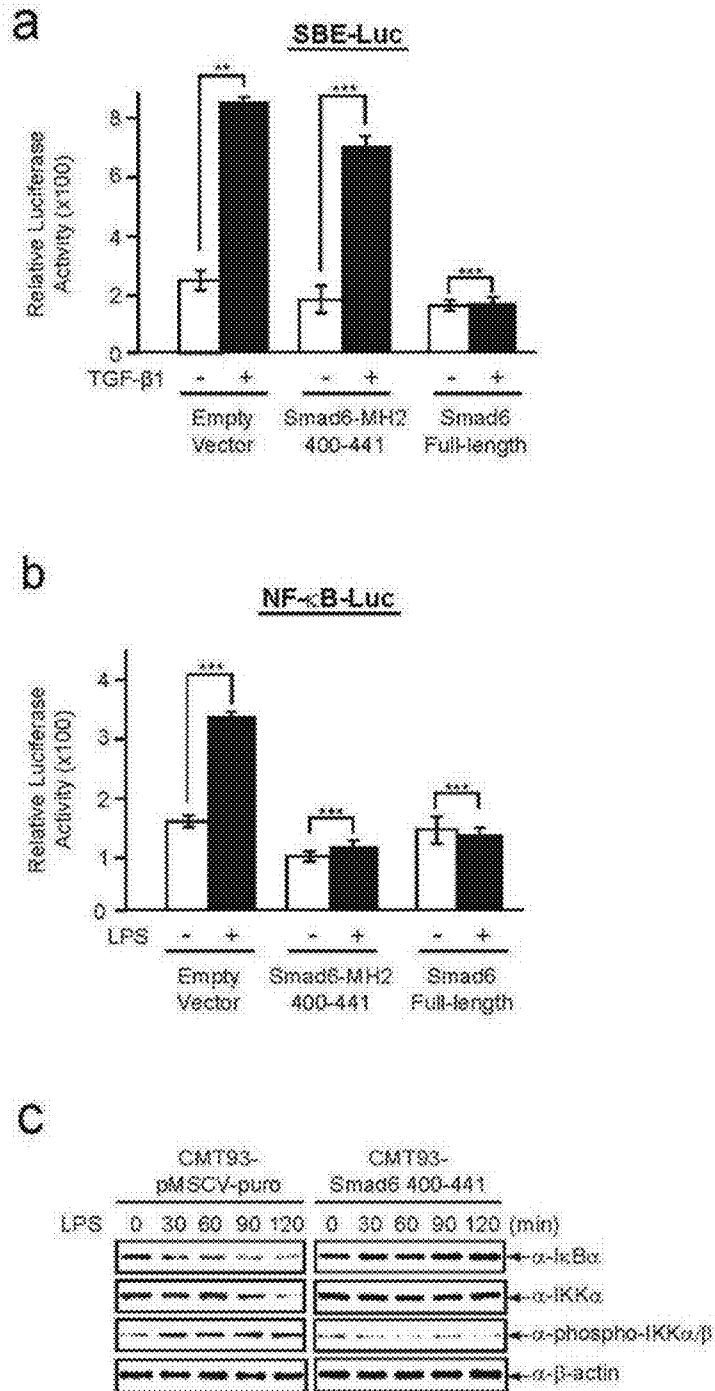 a
SBE-Luc
Relative Luciferase
Activity (x100)
8
6
4
2
0
** *** ***
TGF-β1 - + - + - +
Empty Vector
Smad6-MH2 400-441
Smad6 Full-length
b
NF-κB-Luc
Relative Luciferase
Activity (x100)
4
3
2
1
0
*** *** ***
LPS - + - + - +
Empty Vector
Smad6-MH2 400-441
Smad6 Full-length
c
CMT93-
pMSCV-puro
CMT93-
Smad6 400-441
LPS 0 30 60 90 120 0 30 60 90 120 (min)
α-IκBα
α-IKKα
α-phospho-IKKα/β
α-β-actin